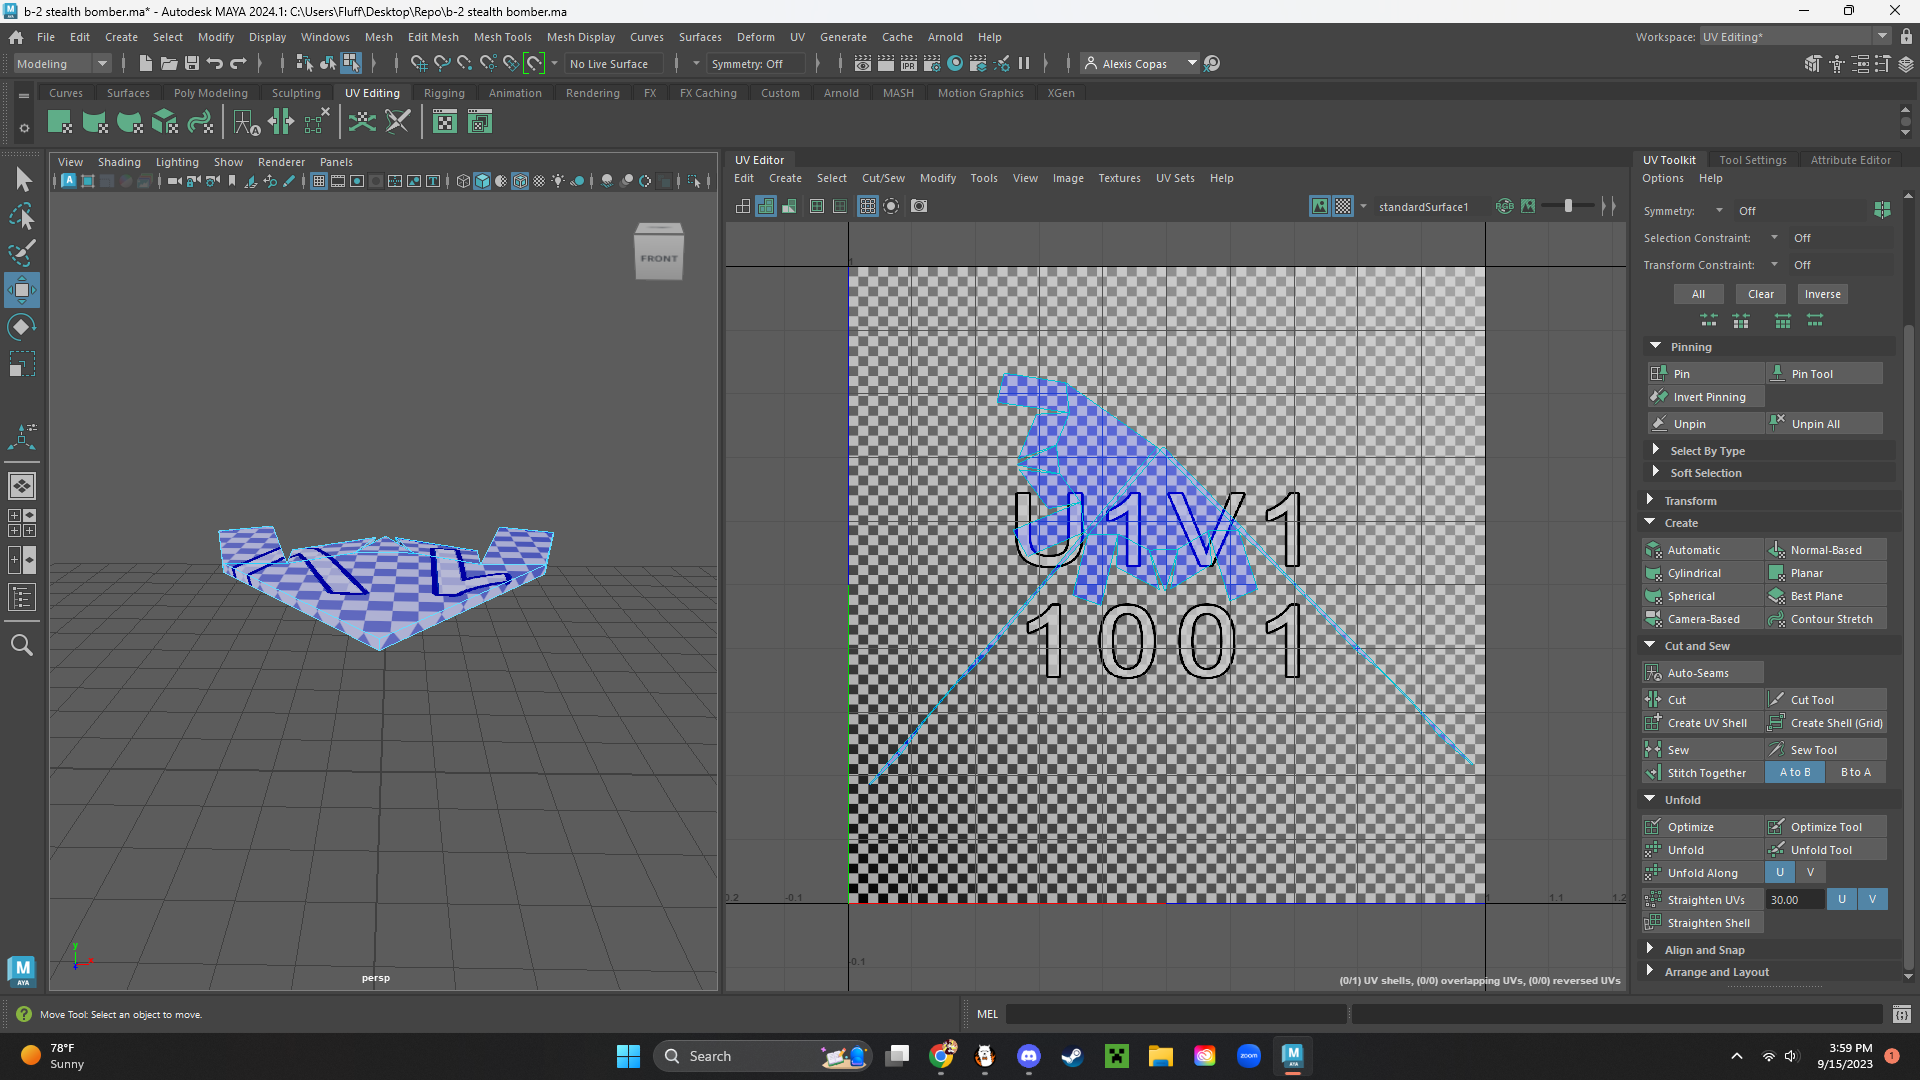 b-2 stealth bomber.ma* - Autodesk MAYA 2024.1: C:\Users\Fluff\Desktop\Repo\b-2 stealth bomber.ma
File Edit Create Select Modify Display Windows Mesh Edit Mesh Mesh Tools Mesh Display Curves Surfaces Deform UV Generate Cache Arnold Help
Workspace: UV Editing*
Modeling
No Live Surface
Symmetry: Off
Alexis Copas
Curves Surfaces Poly Modeling Sculpting UV Editing Rigging Animation Rendering FX FX Caching Custom Arnold MASH Motion Graphics XGen
View Shading Lighting Show Renderer Panels
FRONT
persp
UV Editor
Edit Create Select Cut/Sew Modify Tools View Image Textures UV Sets Help
standardSurface1
U1V1
1001
0.2 -0.1 1 1.1 1.2
-0.1
(0/1) UV shells, (0/0) overlapping UVs, (0/0) reversed UVs
UV Toolkit Tool Settings Attribute Editor
Options Help
Symmetry: Off
Selection Constraint: Off
Transform Constraint: Off
All Clear Inverse
Pinning
Pin Pin Tool
Invert Pinning
Unpin Unpin All
Select By Type
Soft Selection
Transform
Create
Automatic Normal-Based
Cylindrical Planar
Spherical Best Plane
Camera-Based Contour Stretch
Cut and Sew
Auto-Seams
Cut Cut Tool
Create UV Shell Create Shell (Grid)
Sew Sew Tool
Stitch Together A to B B to A
Unfold
Optimize Optimize Tool
Unfold Unfold Tool
Unfold Along U V
Straighten UVs 30.00 U V
Straighten Shell
Align and Snap
Arrange and Layout
Move Tool: Select an object to move.
MEL
78°F
Sunny
Search
3:59 PM
9/15/2023
1